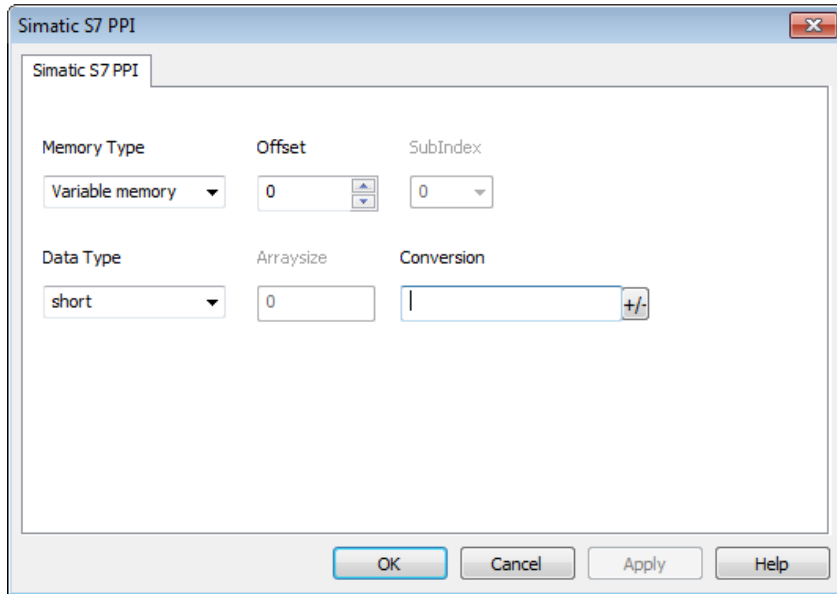 Simatic S7 PPI
Simatic S7 PPI
Memory Type Offset SubIndex
Variable memory 0 0
Data Type Arraysize Conversion
short 0 +/-
OK Cancel Apply Help